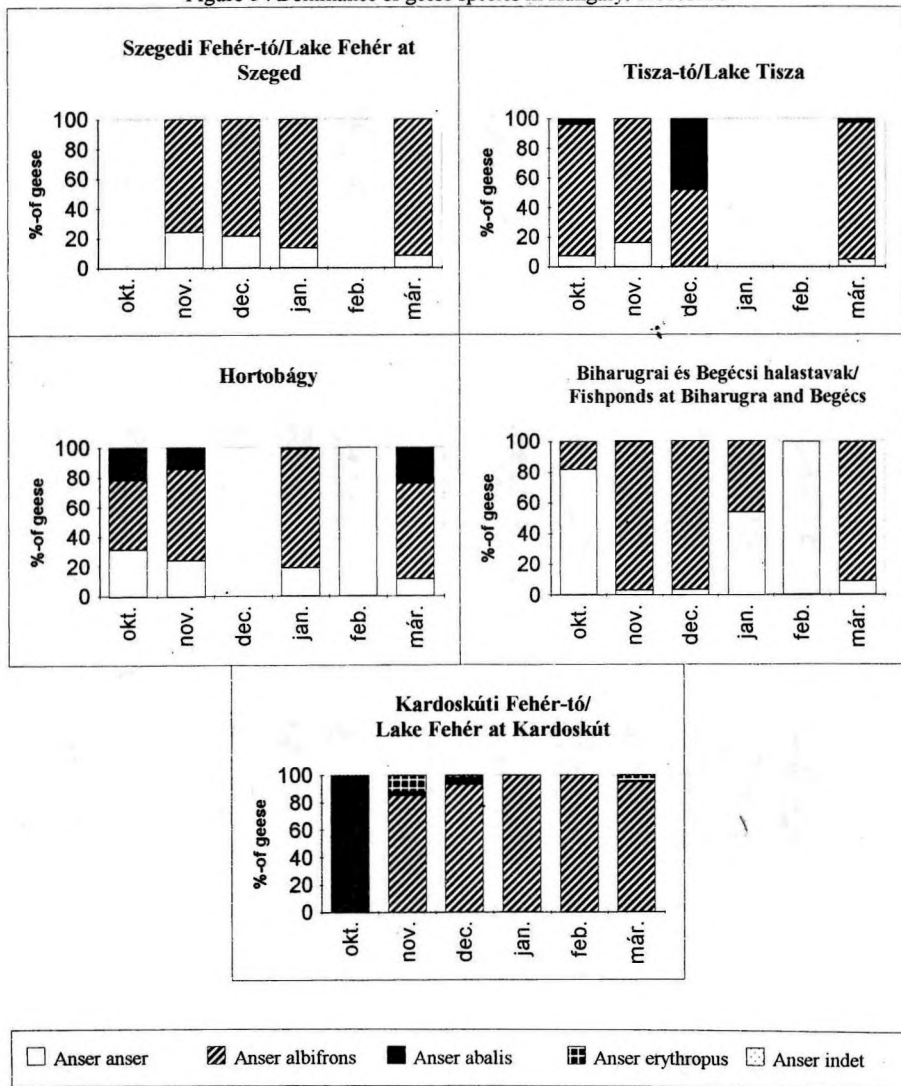 Szegedi Fehér-tó/Lake Fehér at
Szeged
100
80
60
40
20
0
%-of geese
okt.
nov.
dec.
jan.
feb.
már.
Tisza-tó/Lake Tisza
100
80
60
40
20
0
%-of geese
okt.
nov.
dec.
jan.
feb.
már.
Hortobágy
100
80
60
40
20
0
%-of geese
okt.
nov.
dec.
jan.
feb.
már.
Biharugrai és Begécsi halastavak/
Fishponds at Biharugra and Begécs
100
80
60
40
20
0
%-of geese
okt.
nov.
dec.
jan.
feb.
már.
Kardoskúti Fehér-tó/
Lake Fehér at Kardoskút
100
80
60
40
20
0
%-of geese
okt.
nov.
dec.
jan.
feb.
már.
Anser anser Anser albifrons Anser abalis Anser erythropus Anser indet